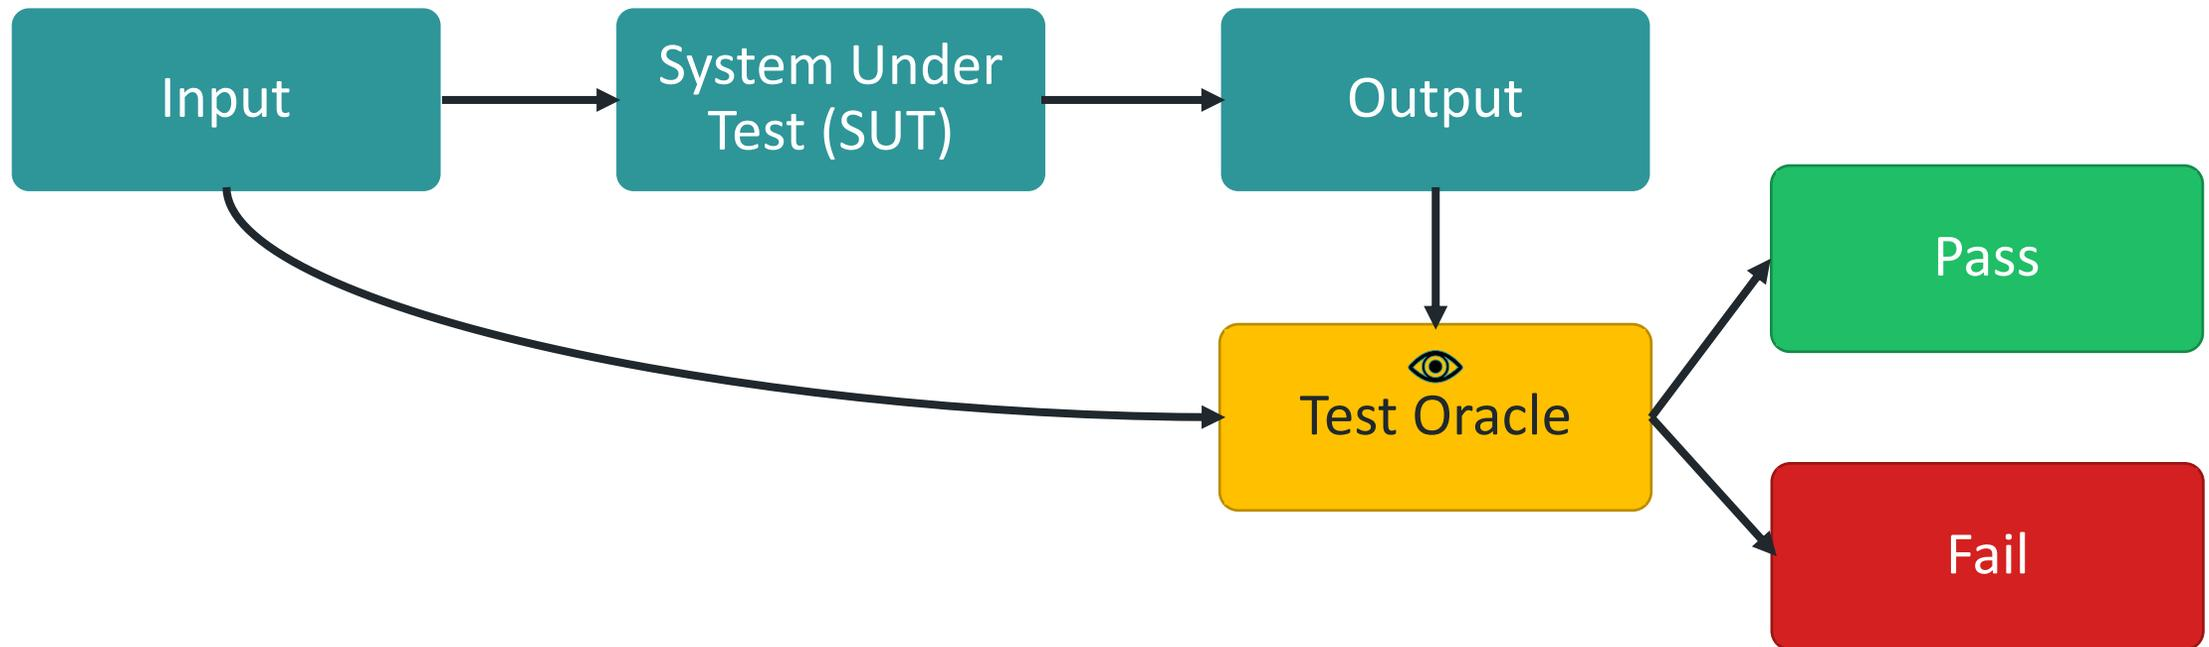 Input
System Under
Test (SUT)
Output
Pass
Test Oracle
Fail